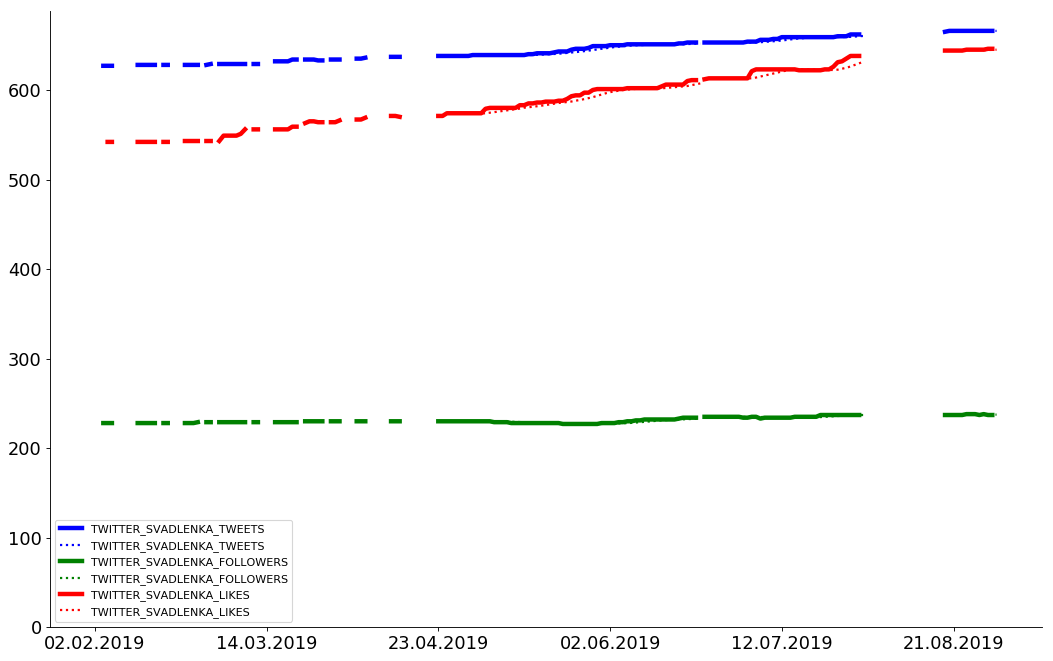 600
500
400
300
200
100
0
TWITTER_SVADLENKA_TWEETS
TWITTER_SVADLENKA_TWEETS
TWITTER_SVADLENKA_FOLLOWERS
TWITTER_SVADLENKA_FOLLOWERS
TWITTER_SVADLENKA_LIKES
TWITTER_SVADLENKA_LIKES
02.02.2019 14.03.2019 23.04.2019 02.06.2019 12.07.2019 21.08.2019